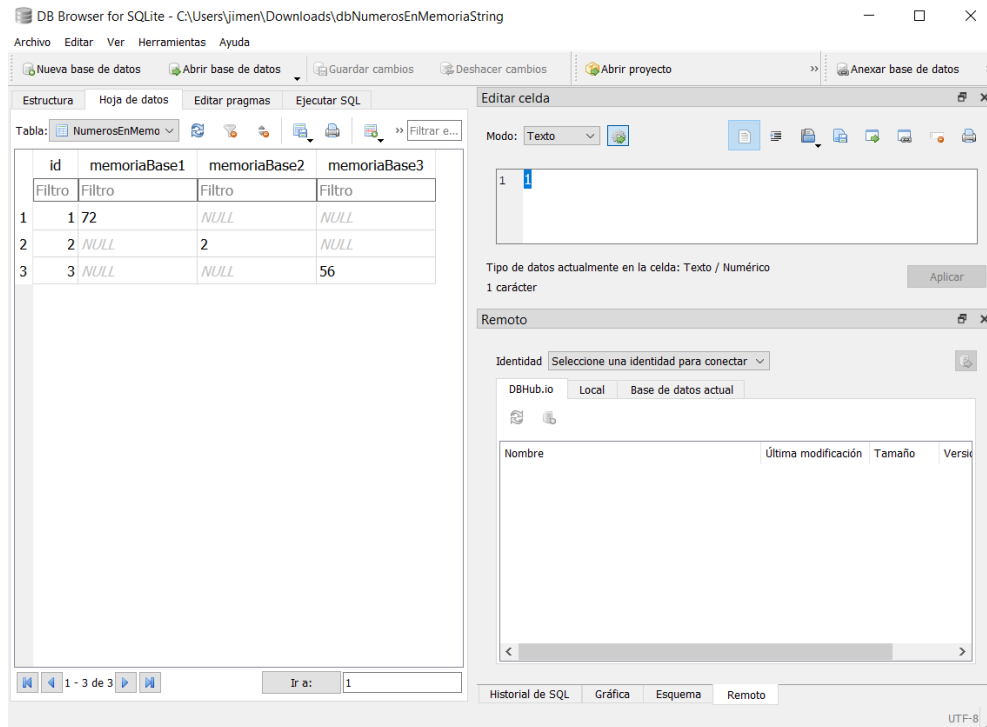 DB Browser for SQLite - C:\Users\jimen\Downloads\dbNumerosEnMemoriaString
Archivo Editar Ver Herramientas Ayuda
Nueva base de datos Abrir base de datos Guardar cambios Deshacer cambios Abrir proyecto » Anexar base de datos
Estructura Hoja de datos Editar pragmas Ejecutar SQL
Tabla: NumerosEnMemo » Filtrar e...
id memoriaBase1 memoriaBase2 memoriaBase3
Filtro Filtro Filtro Filtro
1 1 72 NULL NULL
2 2 NULL 2 NULL
3 3 NULL NULL 56
1 - 3 de 3 Ir a: 1
Editar celda
Modo: Texto
1 1
Tipo de datos actualmente en la celda: Texto / Numérico
1 carácter
Aplicar
Remoto
Identidad Seleccione una identidad para conectar
DBHub.io Local Base de datos actual
Nombre Última modificación Tamaño Versió
Historial de SQL Gráfica Esquema Remoto
UTF-8